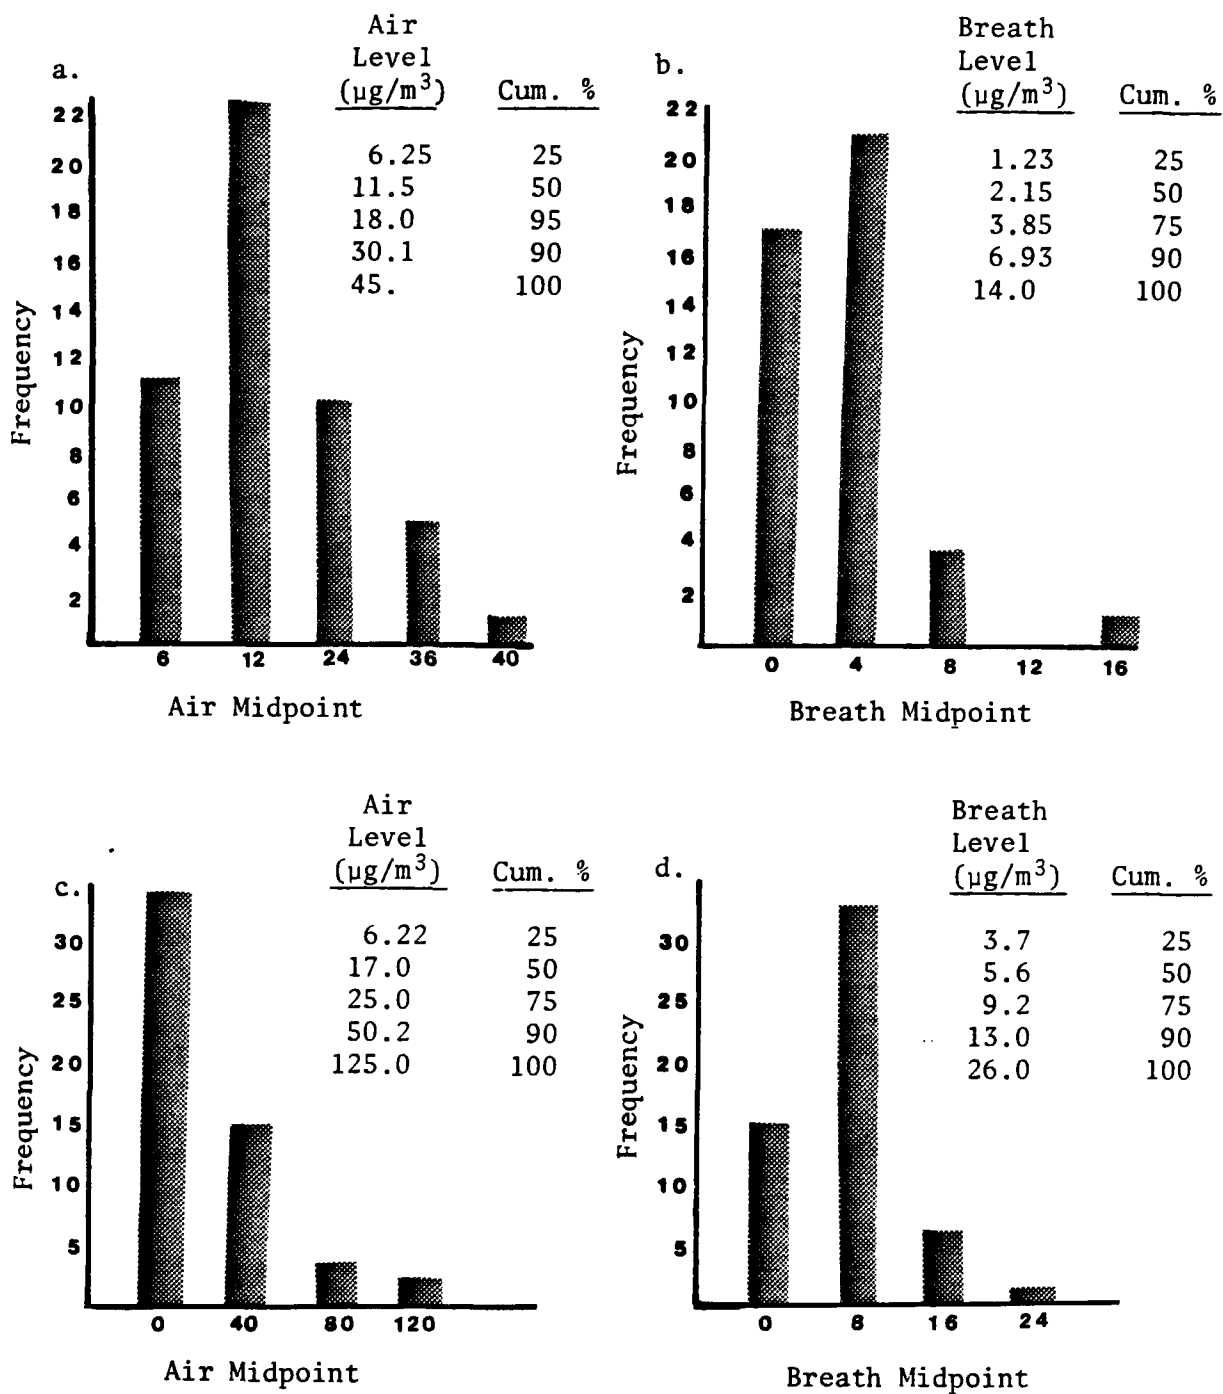 a.
Air
Level
(µg/m³) Cum. %
6.25 25
11.5 50
18.0 95
30.1 90
45. 100
Frequency
22
20
18
16
14
12
10
8
6
4
2
6 12 24 36 40
Air Midpoint
b.
Breath
Level
(µg/m³) Cum. %
1.23 25
2.15 50
3.85 75
6.93 90
14.0 100
Frequency
22
20
18
16
14
12
10
8
6
4
2
0 4 8 12 16
Breath Midpoint
c.
Air
Level
(µg/m³) Cum. %
6.22 25
17.0 50
25.0 75
50.2 90
125.0 100
Frequency
30
25
20
15
10
5
0 40 80 120
Air Midpoint
d.
Breath
Level
(µg/m³) Cum. %
3.7 25
5.6 50
9.2 75
13.0 90
26.0 100
Frequency
30
25
20
15
10
5
0 8 16 24
Breath Midpoint